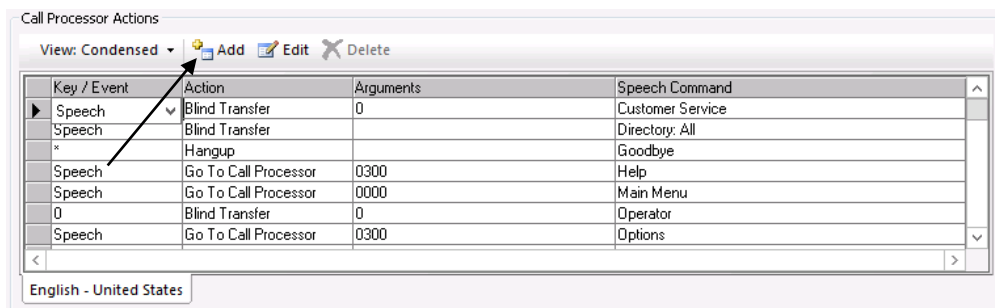 Call Processor Actions
View: Condensed Add Edit Delete
Key / Event Action Arguments Speech Command
Speech Blind Transfer 0 Customer Service
Speech Blind Transfer Directory: All
* Hangup Goodbye
Speech Go To Call Processor 0300 Help
Speech Go To Call Processor 0000 Main Menu
0 Blind Transfer 0 Operator
Speech Go To Call Processor 0300 Options
English - United States